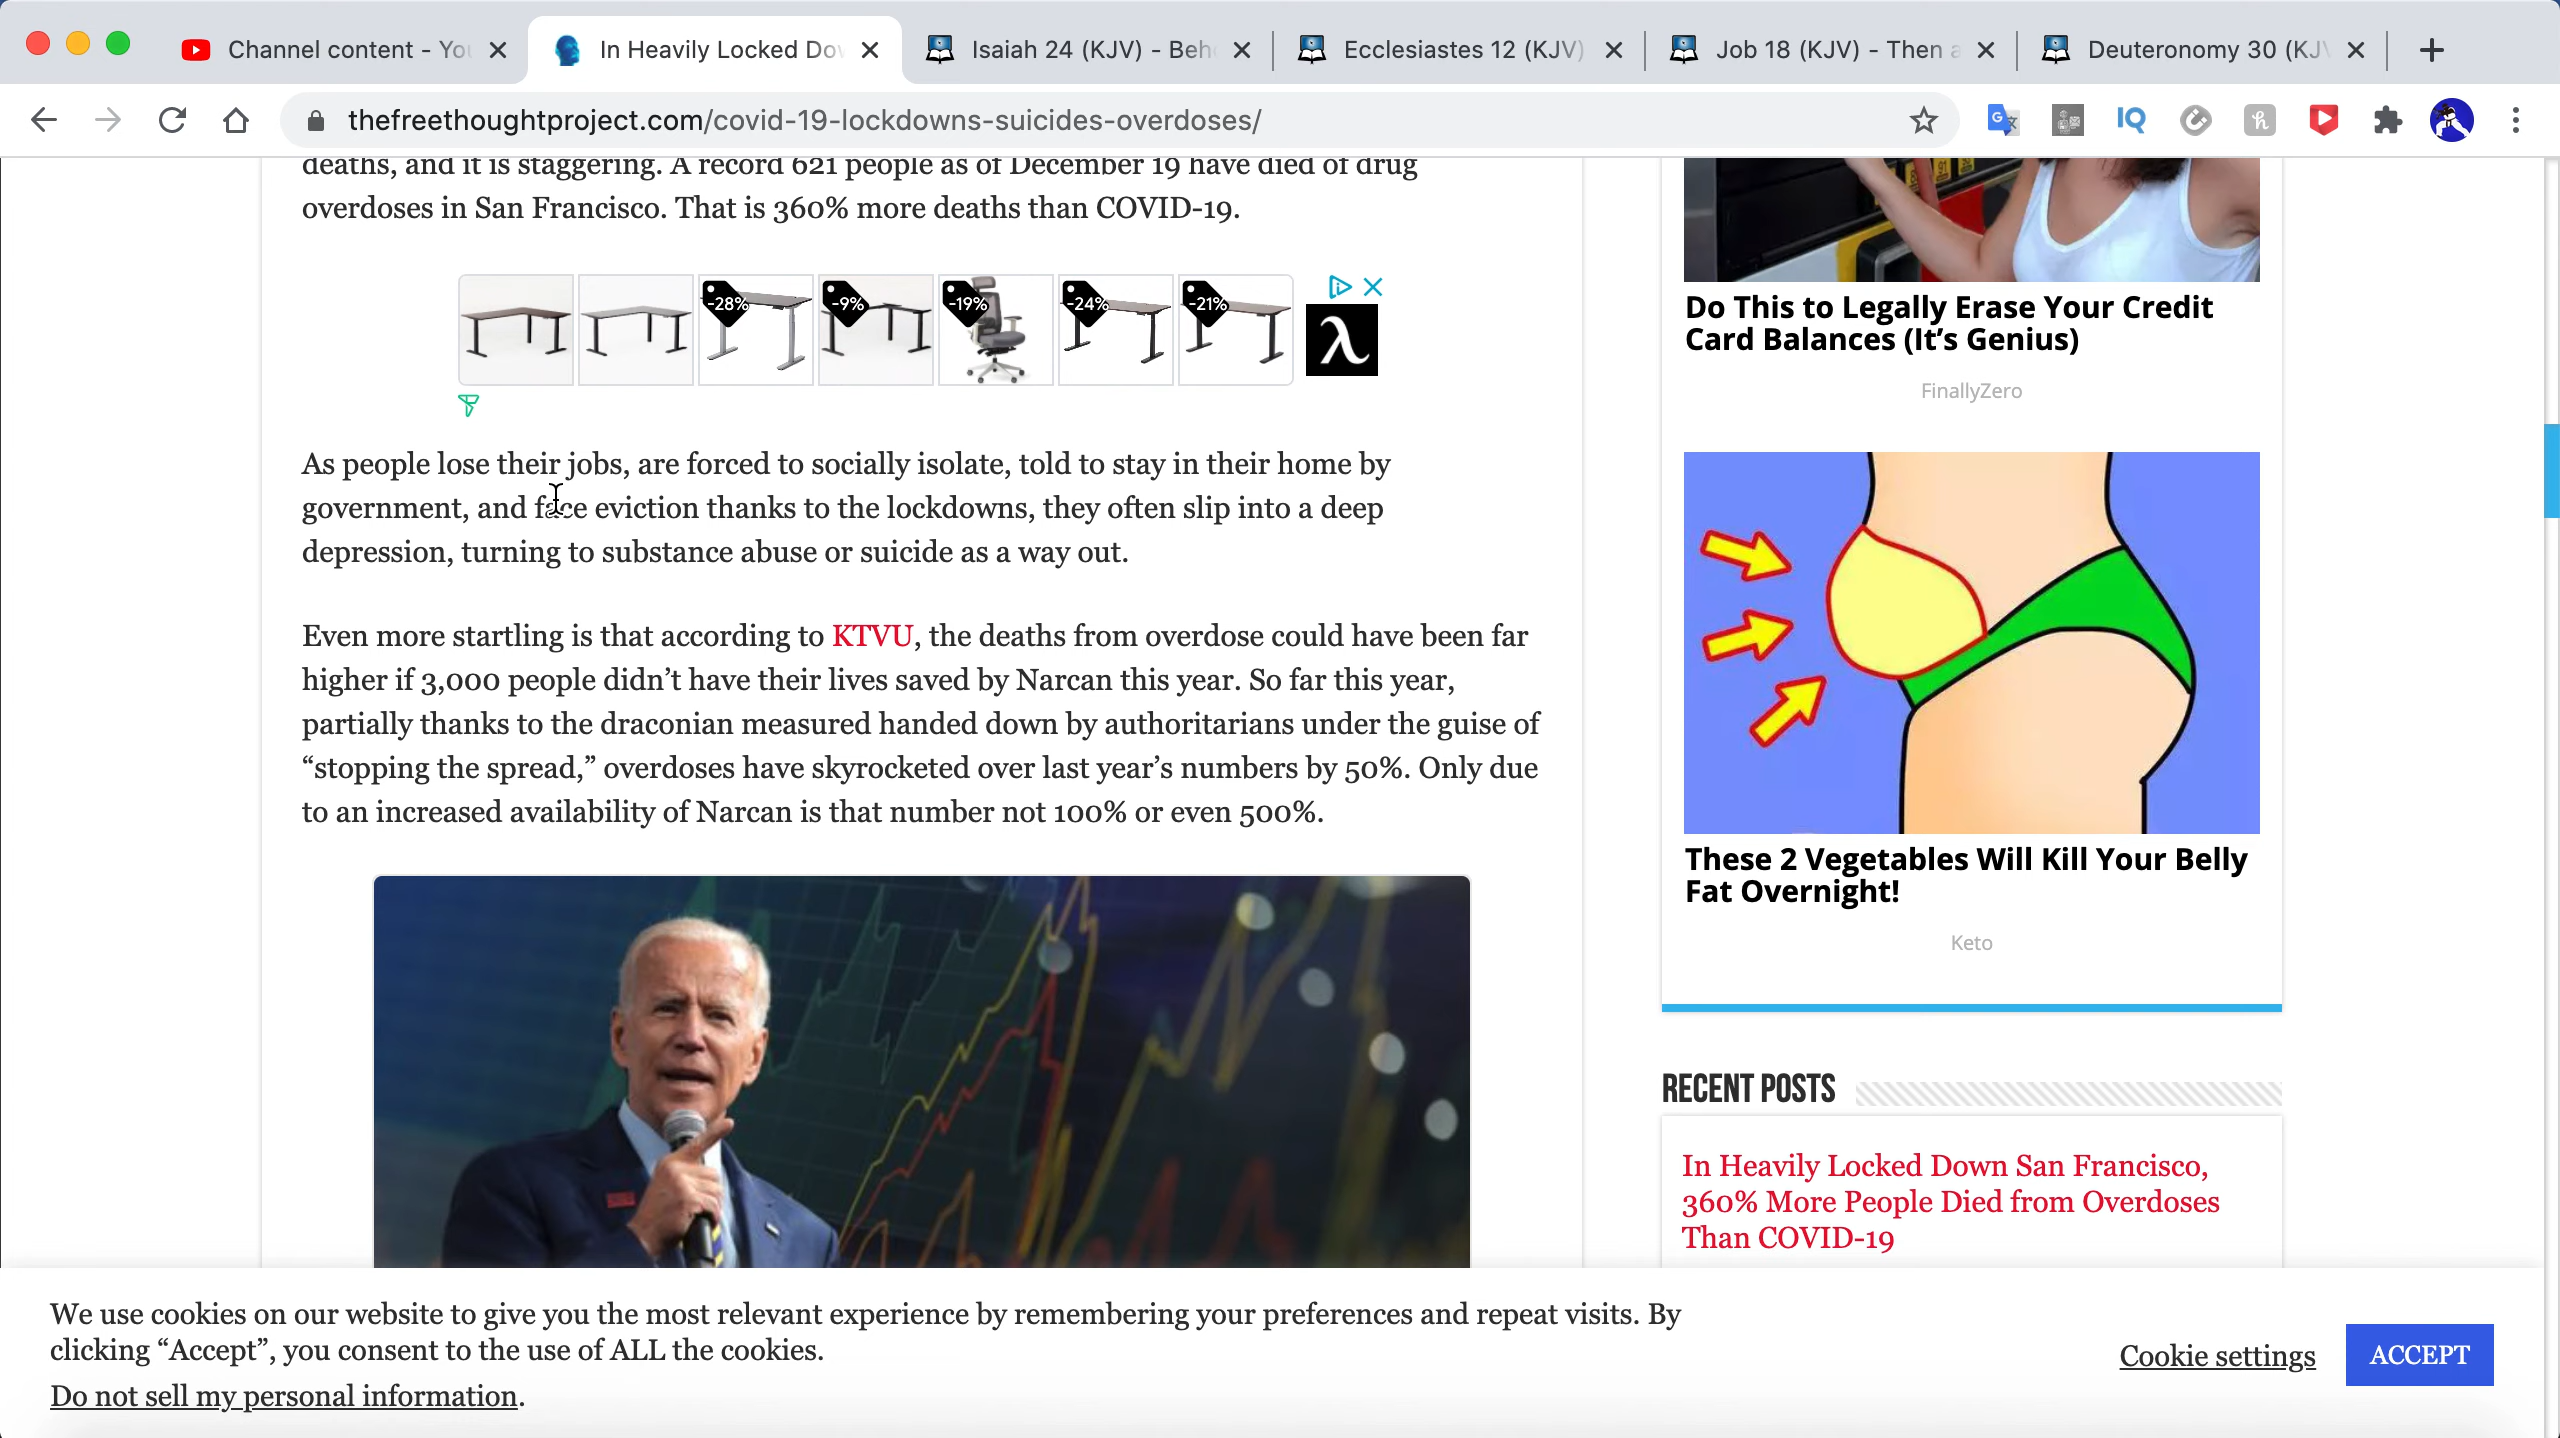 Channel content - You
In Heavily Locked Dov
Isaiah 24 (KJV) - Beh
Ecclesiastes 12 (KJV)
Job 18 (KJV) - Then a
Deuteronomy 30 (KJV
thefreethoughtproject.com/covid-19-lockdowns-suicides-overdoses/
IQ
deaths, and it is staggering. A record 621 people as of December 19 have died of drug
overdoses in San Francisco. That is 360% more deaths than COVID-19.
-28%
-9%
-19%
-24%
-21%
λ
As people lose their jobs, are forced to socially isolate, told to stay in their home by
government, and face eviction thanks to the lockdowns, they often slip into a deep
depression, turning to substance abuse or suicide as a way out.
Even more startling is that according to KTVU, the deaths from overdose could have been far
higher if 3,000 people didn’t have their lives saved by Narcan this year. So far this year,
partially thanks to the draconian measured handed down by authoritarians under the guise of
“stopping the spread,” overdoses have skyrocketed over last year’s numbers by 50%. Only due
to an increased availability of Narcan is that number not 100% or even 500%.
Do This to Legally Erase Your Credit
Card Balances (It’s Genius)
FinallyZero
These 2 Vegetables Will Kill Your Belly
Fat Overnight!
Keto
RECENT POSTS
In Heavily Locked Down San Francisco,
360% More People Died from Overdoses
Than COVID-19
We use cookies on our website to give you the most relevant experience by remembering your preferences and repeat visits. By
clicking “Accept”, you consent to the use of ALL the cookies.
Do not sell my personal information.
Cookie settings
ACCEPT